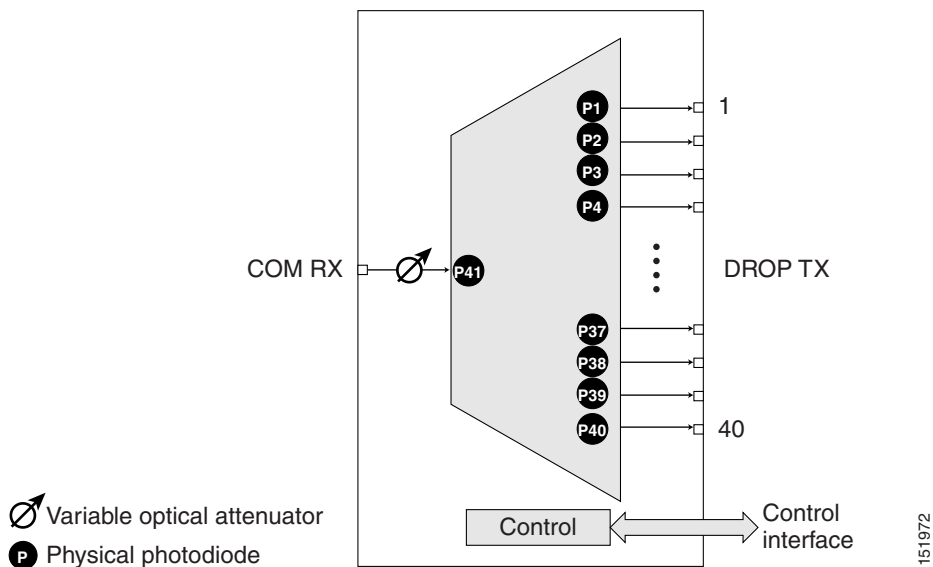 P1
1
P2
P3
P4
COM RX
P41
DROP TX
P37
P38
P39
P40
40
Variable optical attenuator
P Physical photodiode
Control
Control
interface
151972